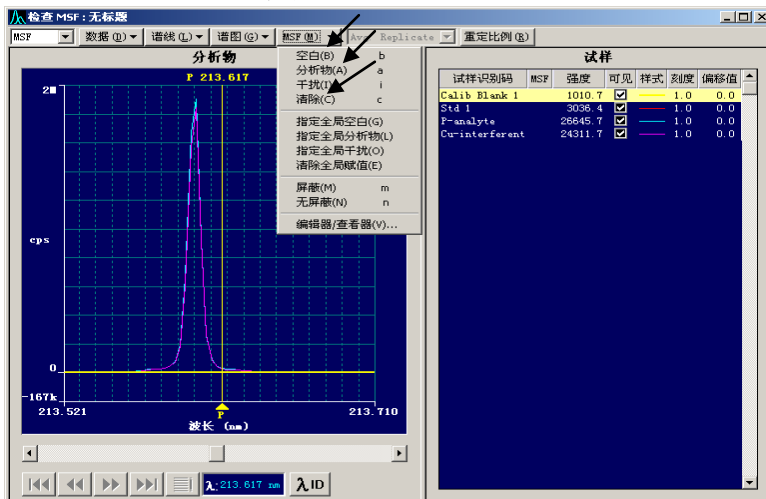 检查 MSF : 无标题
MSF 数据(D) 谱线(L) 谱图(G) MSF(M) Replicate 重定比例(R)
分析物
P 213.617
2M
cps
0
-167k
213.521
213.710
P
波长 (nm)
λ:213.617 nm
λID
空白(B) b
分析物(A) a
干扰(I) i
清除(C) c
指定全局空白(G)
指定全局分析物(L)
指定全局干扰(O)
清除全局赋值(E)
屏蔽(M) m
无屏蔽(N) n
编辑器/查看器(V)...
试样
试样识别码 MSF 强度 可见 样式 刻度 偏移值
Calib Blank 1 1010.7 1.0 0.0
Std 1 3036.4 1.0 0.0
P-analyte 26645.7 1.0 0.0
Cu-interferent 24311.7 1.0 0.0